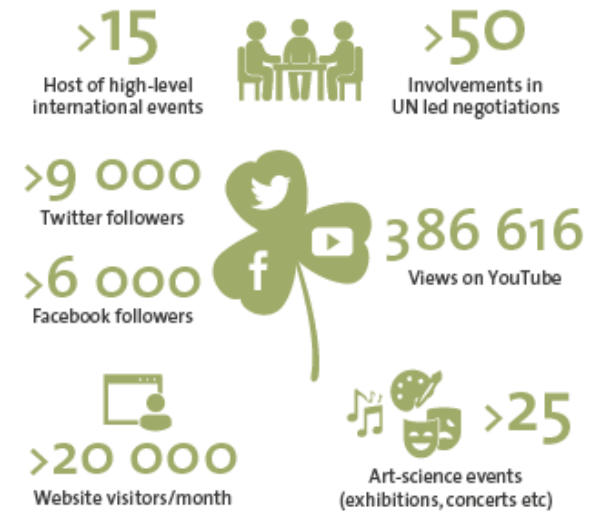 >15
Host of high-level
international events
>50
Involvements in
UN led negotiations
>9 000
Twitter followers
386 616
Views on YouTube
>6 000
Facebook followers
>20 000
Website visitors/month
>25
Art-science events
(exhibitions, concerts etc)